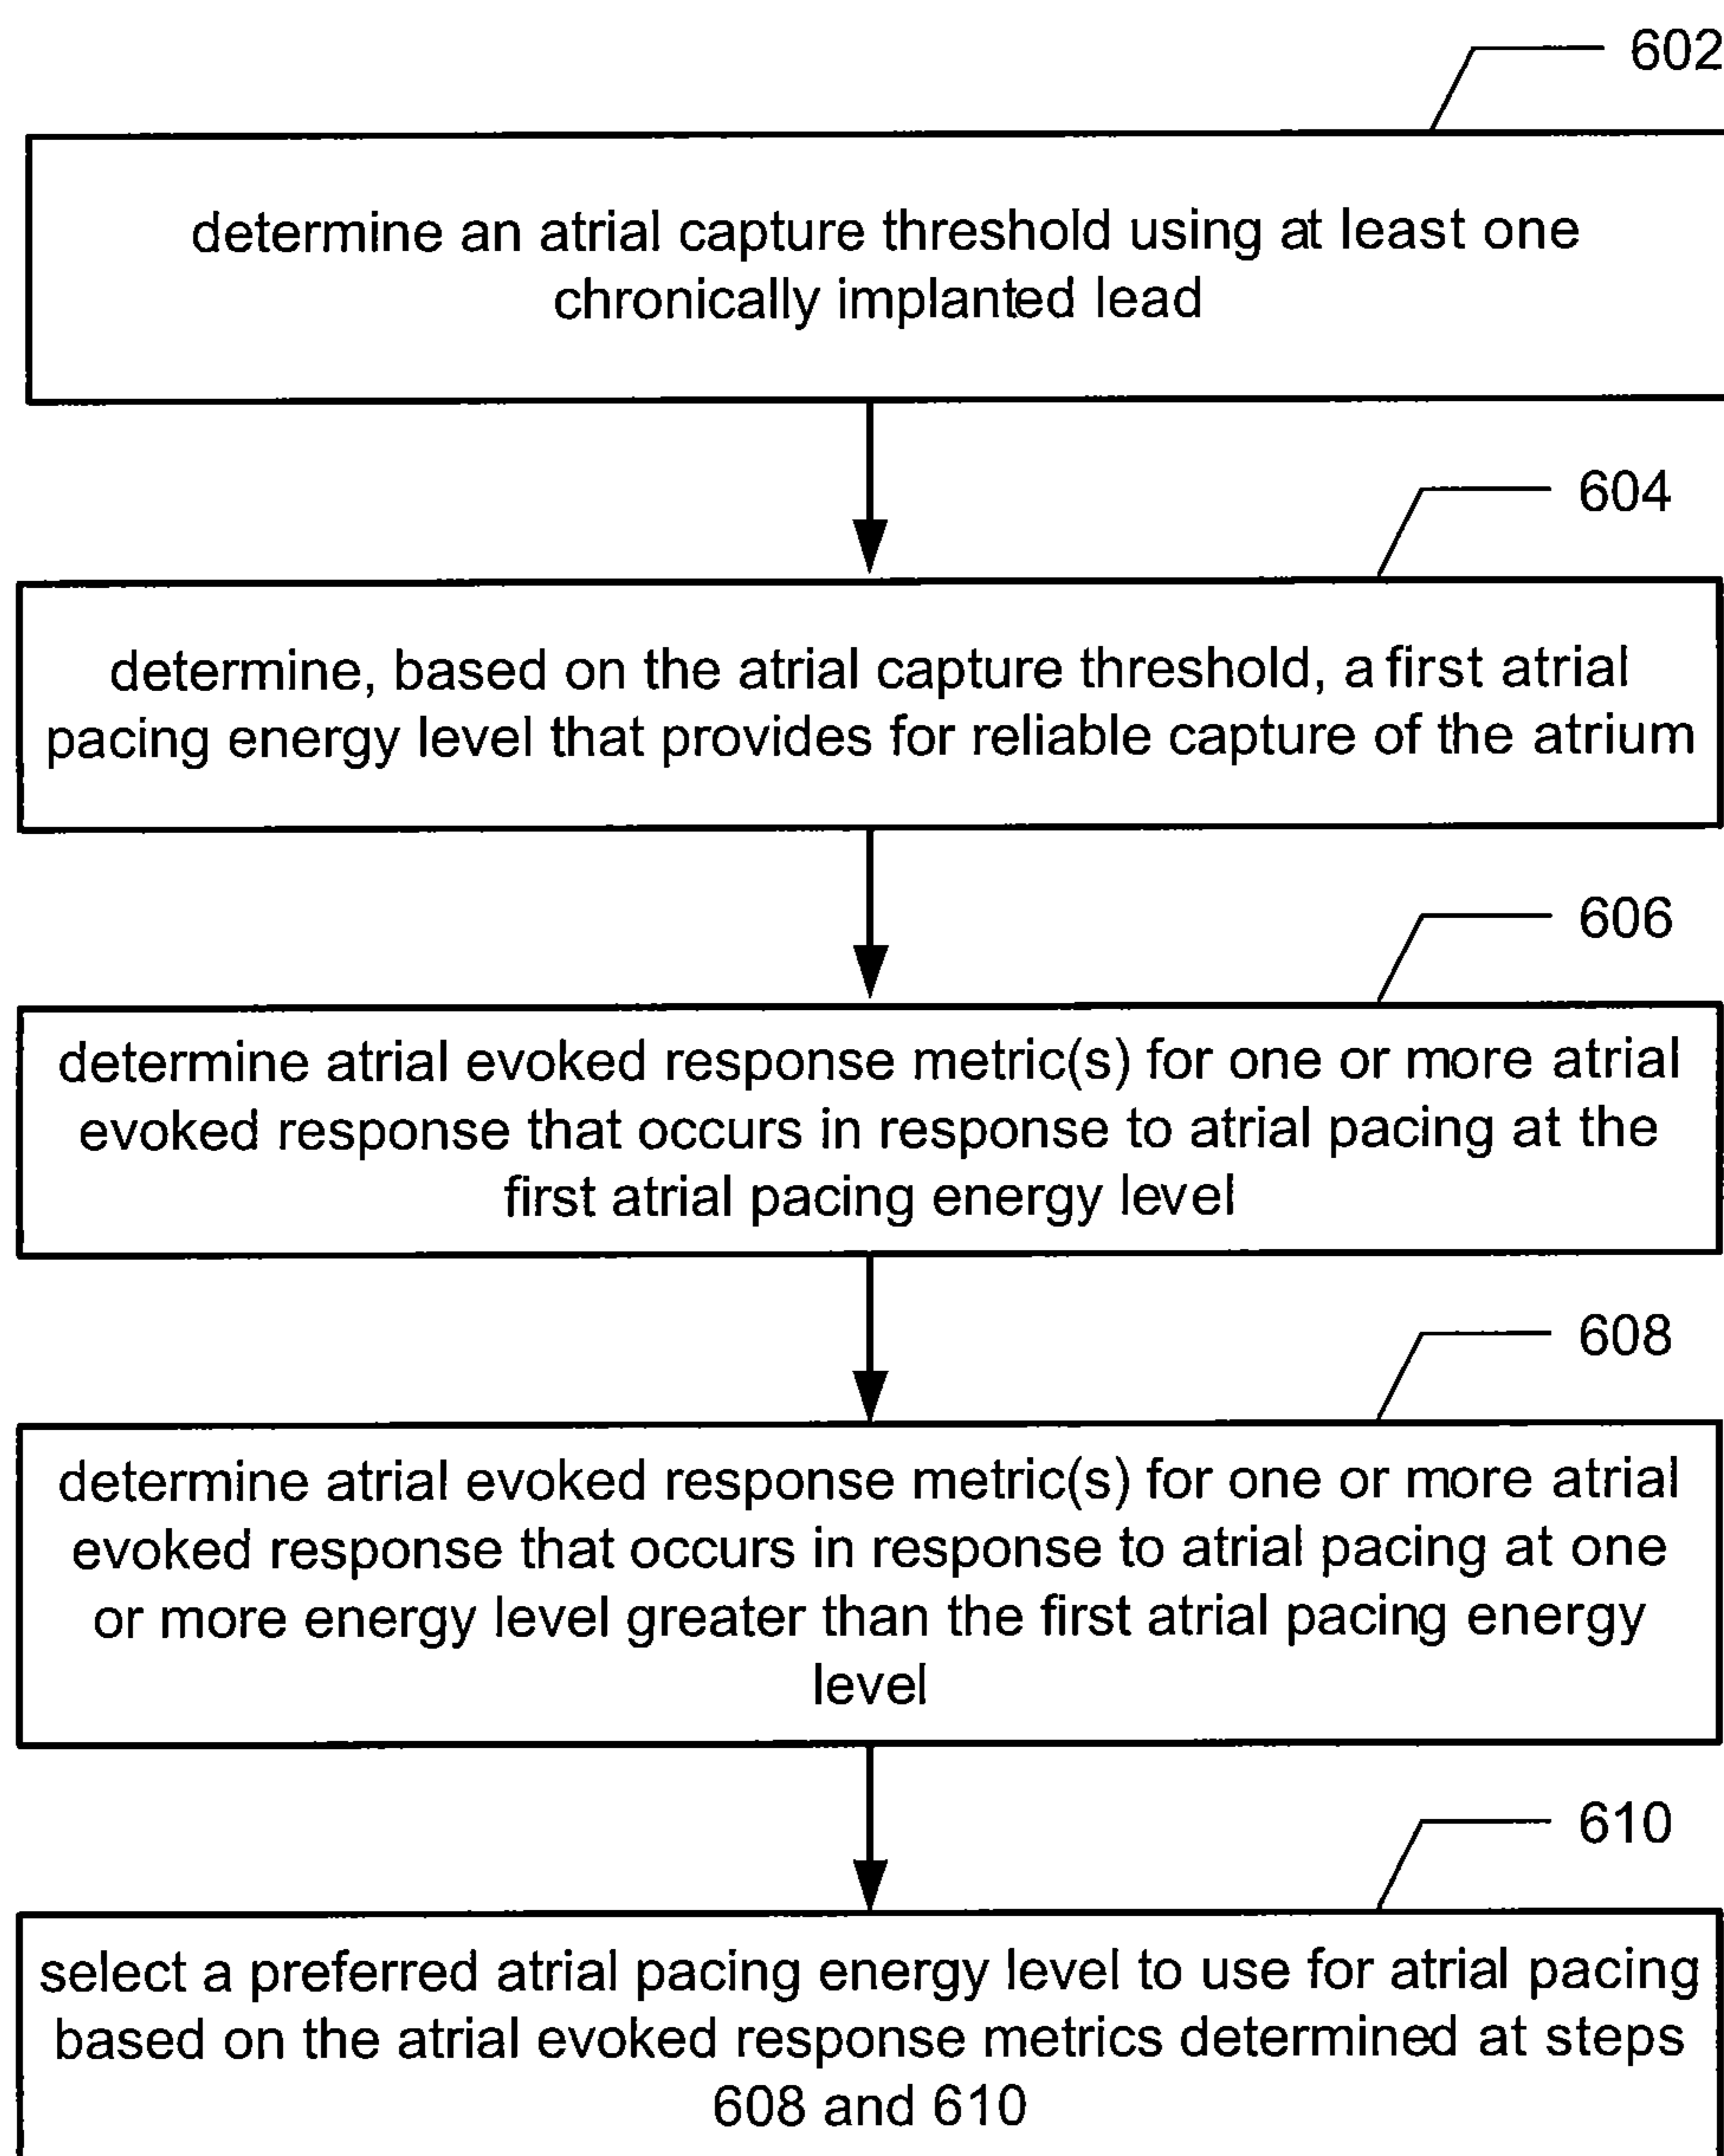 602
determine an atrial capture threshold using at least one
chronically implanted lead
604
determine, based on the atrial capture threshold, a first atrial
pacing energy level that provides for reliable capture of the atrium
606
determine atrial evoked response metric(s) for one or more atrial
evoked response that occurs in response to atrial pacing at the
first atrial pacing energy level
608
determine atrial evoked response metric(s) for one or more atrial
evoked response that occurs in response to atrial pacing at one
or more energy level greater than the first atrial pacing energy
level
610
select a preferred atrial pacing energy level to use for atrial pacing
based on the atrial evoked response metrics determined at steps
608 and 610